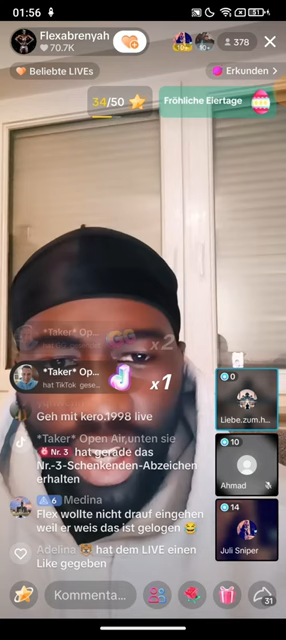 01:56
51
Flexabrenyah
70.7K
378
Beliebte LIVEs
Erkunden >
34/50
Fröhliche Eiertage
*Taker* Op...
x2
*Taker* Op...
hat TikTok gese...
x1
Geh mit kero.1998 live
*Taker* Open Air,unten sie
Nr. 3 hat gerade das
Nr.-3-Schenkenden-Abzeichen
erhalten
6 Medina
Flex wollte nicht drauf eingehen
weil er weis das ist gelogen 😂
Adelina hat dem LIVE einen
Like gegeben
0
Liebe.zum.h...
10
Ahmad
14
Juli Sniper
Kommenta...
31